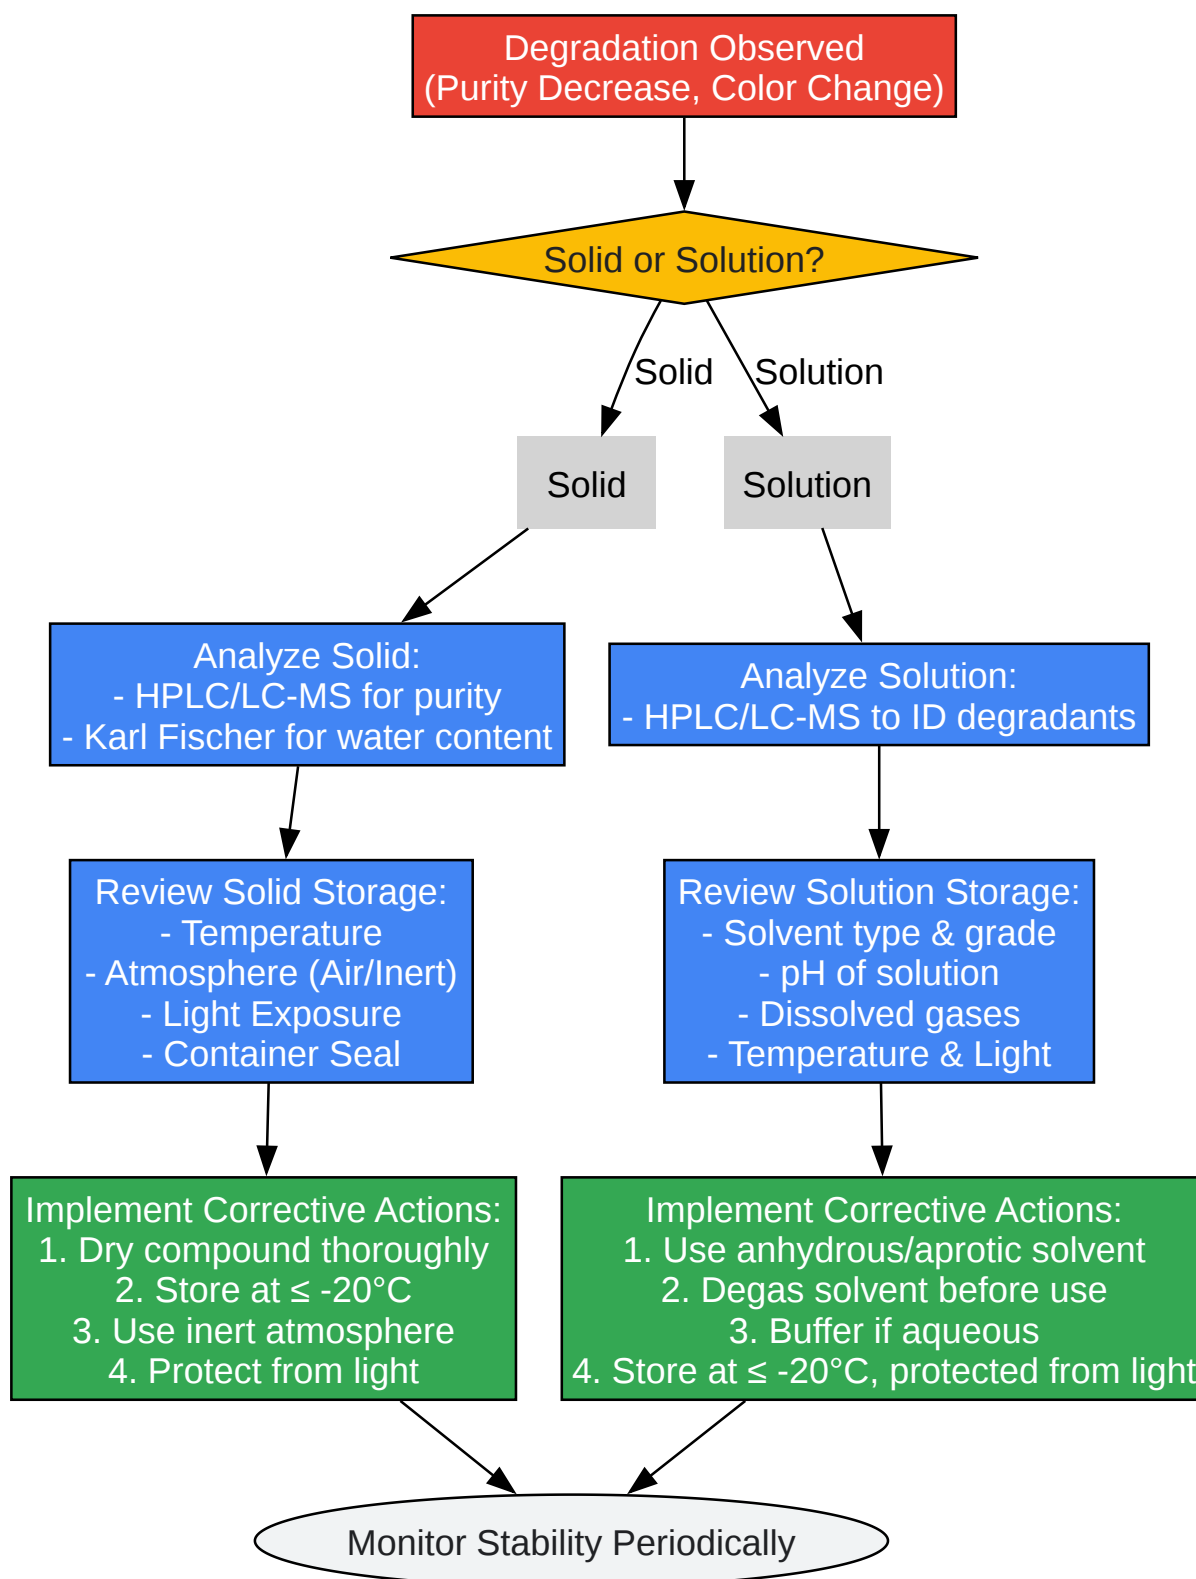 Degradation Observed
(Purity Decrease, Color Change)
Solid or Solution?
Solid
Solution
Solid
Solution
Analyze Solid:
- HPLC/LC-MS for purity
- Karl Fischer for water content
Analyze Solution:
- HPLC/LC-MS to ID degradants
Review Solid Storage:
- Temperature
- Atmosphere (Air/Inert)
- Light Exposure
- Container Seal
Review Solution Storage:
- Solvent type & grade
- pH of solution
- Dissolved gases
- Temperature & Light
Implement Corrective Actions:
1. Dry compound thoroughly
2. Store at ≤ -20°C
3. Use inert atmosphere
4. Protect from light
Implement Corrective Actions:
1. Use anhydrous/aprotic solvent
2. Degas solvent before use
3. Buffer if aqueous
4. Store at ≤ -20°C, protected from light
Monitor Stability Periodically